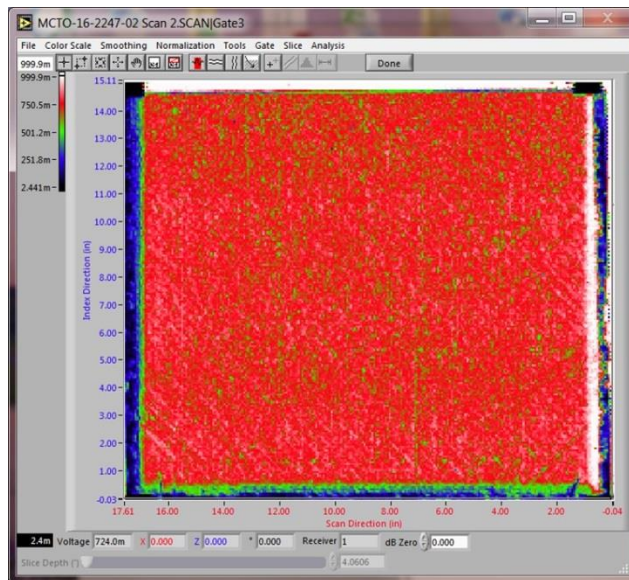 MCTO-16-2247-02 Scan 2.SCAN|Gate3
File Color Scale Smoothing Normalization Tools Gate Slice Analysis
999.9m Done
999.9m
750.5m
501.2m
251.8m
2.441m
15.11
14.00
13.00
12.00
11.00
10.00
9.00
8.00
7.00
6.00
5.00
4.00
3.00
2.00
1.00
-0.03
Index Direction (in)
17.61 16.00 14.00 12.00 10.00 8.00 6.00 4.00 2.00 -0.04
Scan Direction (in)
2.4m Voltage 724.0m X 0.000 Z 0.000 ° 0.000 Receiver 1 dB Zero 0.000
Slice Depth (") 4.0606